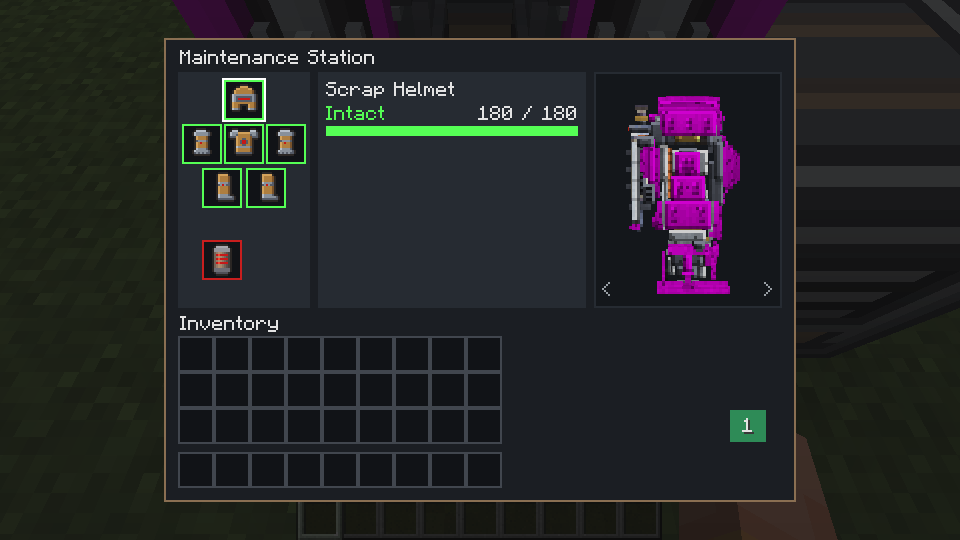 Maintenance Station
Scrap Helmet
Intact 180 / 180
< >
Inventory
1